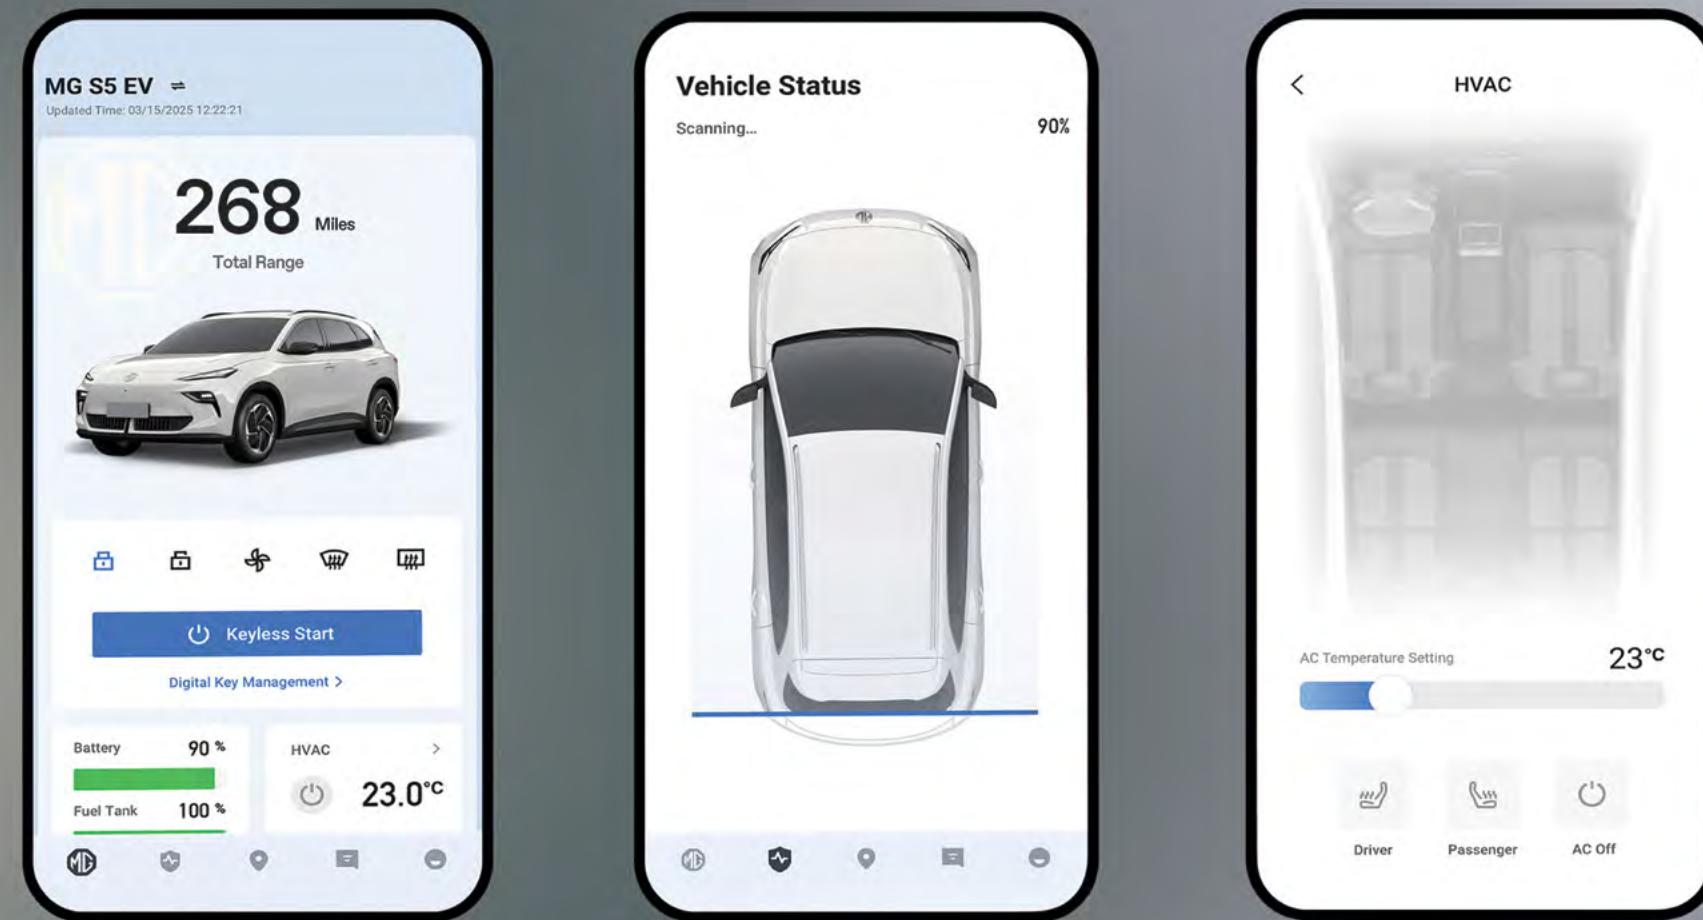 MG S5 EV
Updated Time: 03/15/2025 12:22:21
268 Miles
Total Range
Keyless Start
Digital Key Management >
Battery 90 %
Fuel Tank 100 %
HVAC >
23.0°C
MG
Vehicle Status
Scanning... 90%
MG
HVAC
AC Temperature Setting 23°C
Driver Passenger AC Off